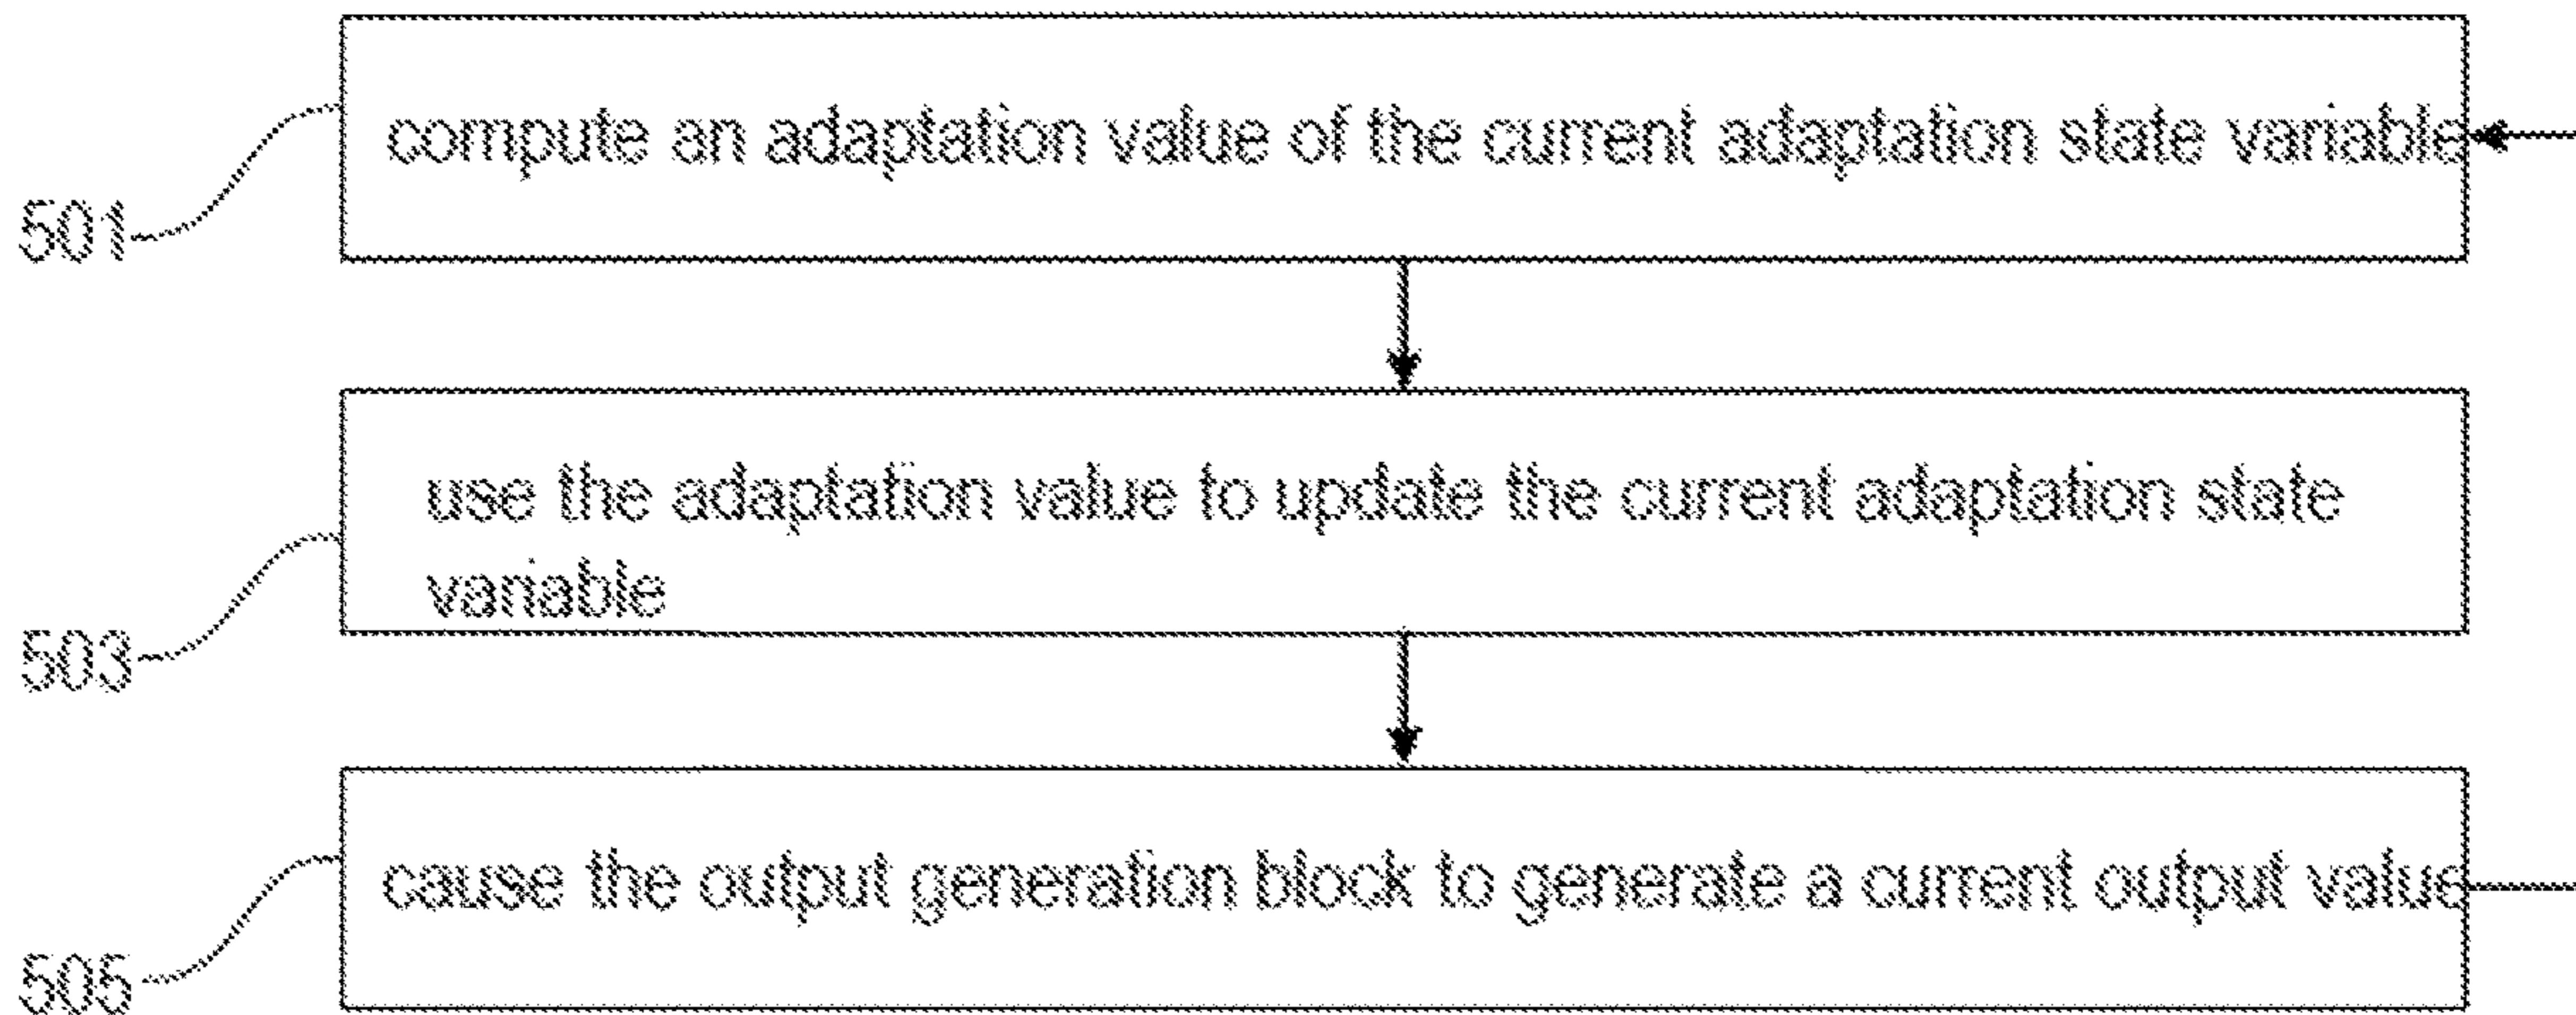 compute an adaptation value of the current adaptation state variable
501
use the adaptation value to update the current adaptation state
variable
503
cause the output generation block to generate a current output value
505